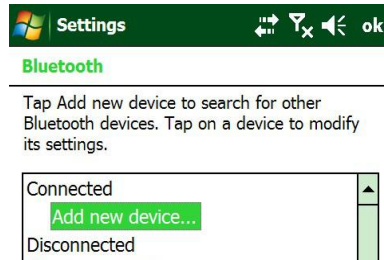 Settings
ok
Bluetooth
Tap Add new device to search for other
Bluetooth devices. Tap on a device to modify
its settings.
Connected
Add new device...
Disconnected